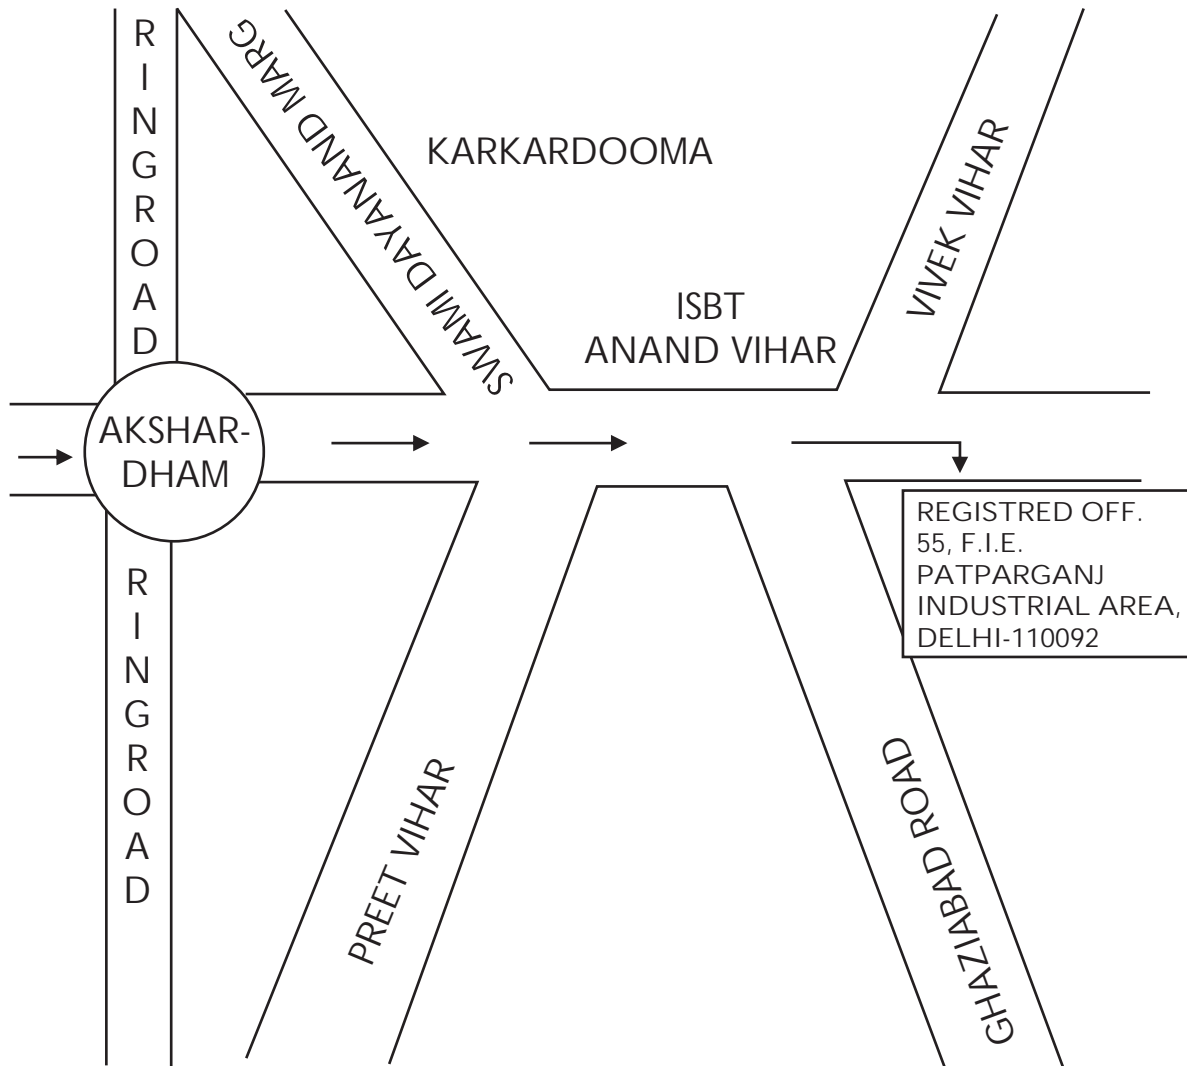 RINGROAD
SWAMI DAYANAND MARG
KARKARDOOMA
VIVEK VIHAR
ISBT
ANAND VIHAR
AKSHAR-
DHAM
REGISTRED OFF.
55, F.I.E.
PATPARGANJ
INDUSTRIAL AREA,
DELHI-110092
RINGROAD
PREET VIHAR
GHAZIABAD ROAD